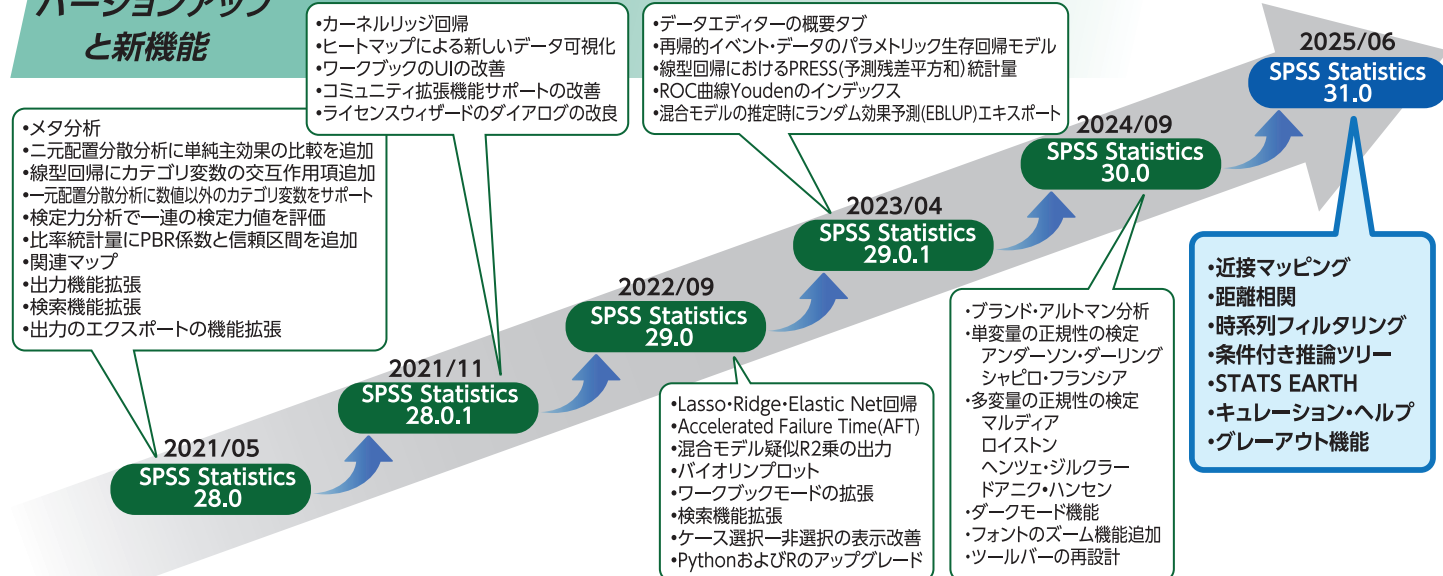 バージョンアップ
と新機能
・メタ分析
・二元配置分散分析に単純主効果の比較を追加
・線型回帰にカテゴリ変数の交互作用項追加
・一元配置分散分析に数値以外のカテゴリ変数をサポート
・検定力分析で一連の検定力値を評価
・比率統計量にPBR係数と信頼区間を追加
・関連マップ
・出力機能拡張
・検索機能拡張
・出力のエクスポートの機能拡張
2021/05
SPSS Statistics
28.0
・カーネルリッジ回帰
・ヒートマップによる新しいデータ可視化
・ワークブックのUIの改善
・コミュニティ拡張機能サポートの改善
・ライセンスウィザードのダイアログの改良
2021/11
SPSS Statistics
28.0.1
2022/09
SPSS Statistics
29.0
・Lasso・Ridge・Elastic Net回帰
・Accelerated Failure Time(AFT)
・混合モデル疑似R2乗の出力
・バイオリンプロット
・ワークブックモードの拡張
・検索機能拡張
・ケース選択ー非選択の表示改善
・PythonおよびRのアップグレード
・データエディターの概要タブ
・再帰的イベント・データのパラメトリック生存回帰モデル
・線型回帰におけるPRESS(予測残差平方和)統計量
・ROC曲線Youdenのインデックス
・混合モデルの推定時にランダム効果予測(EBLUP)エキスポート
2023/04
SPSS Statistics
29.0.1
2024/09
SPSS Statistics
30.0
・ブランド・アルトマン分析
・単変量の正規性の検定
アンダーソン・ダーリング
シャピロ・フランシア
・多変量の正規性の検定
マルディア
ロイストン
ヘンツェ・ジルクラー
ドアニク・ハンセン
・ダークモード機能
・フォントのズーム機能追加
・ツールバーの再設計
2025/06
SPSS Statistics
31.0
・近接マッピング
・距離相関
・時系列フィルタリング
・条件付き推論ツリー
・STATS EARTH
・キュレーション・ヘルプ
・グレーアウト機能